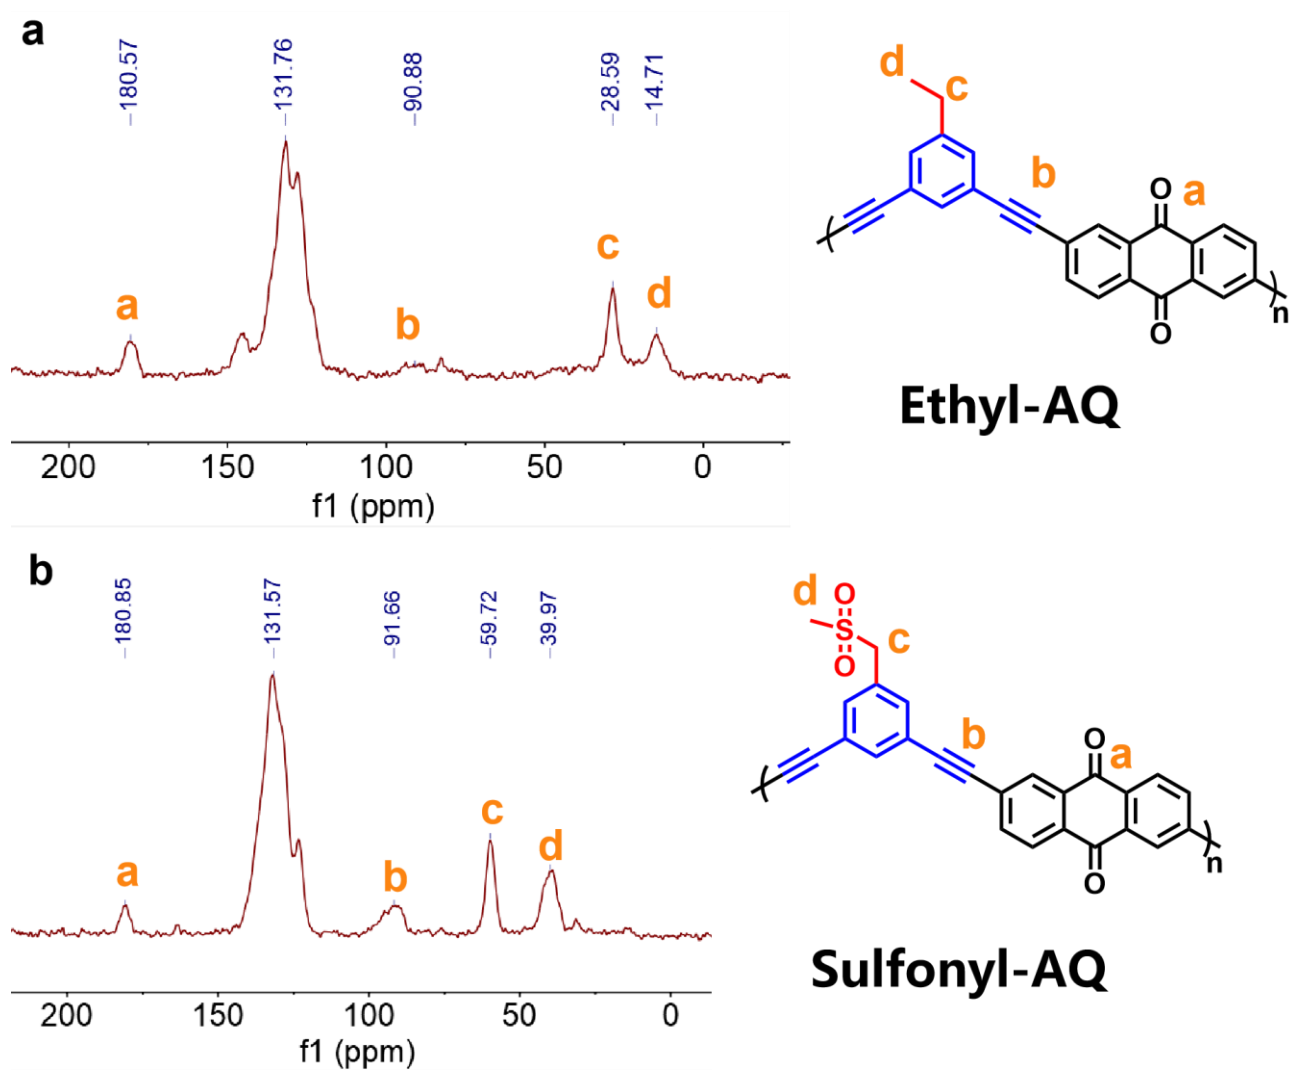 a
–180.57
–131.76
–90.88
–28.59
–14.71
a
b
c
d
200 150 100 50 0
f1 (ppm)
d
c
b
O
a
O
n
Ethyl-AQ
b
–180.85
–131.57
–91.66
–59.72
–39.97
a
b
c
d
200 150 100 50 0
f1 (ppm)
d
O
S
O
c
b
O
a
O
n
Sulfonyl-AQ